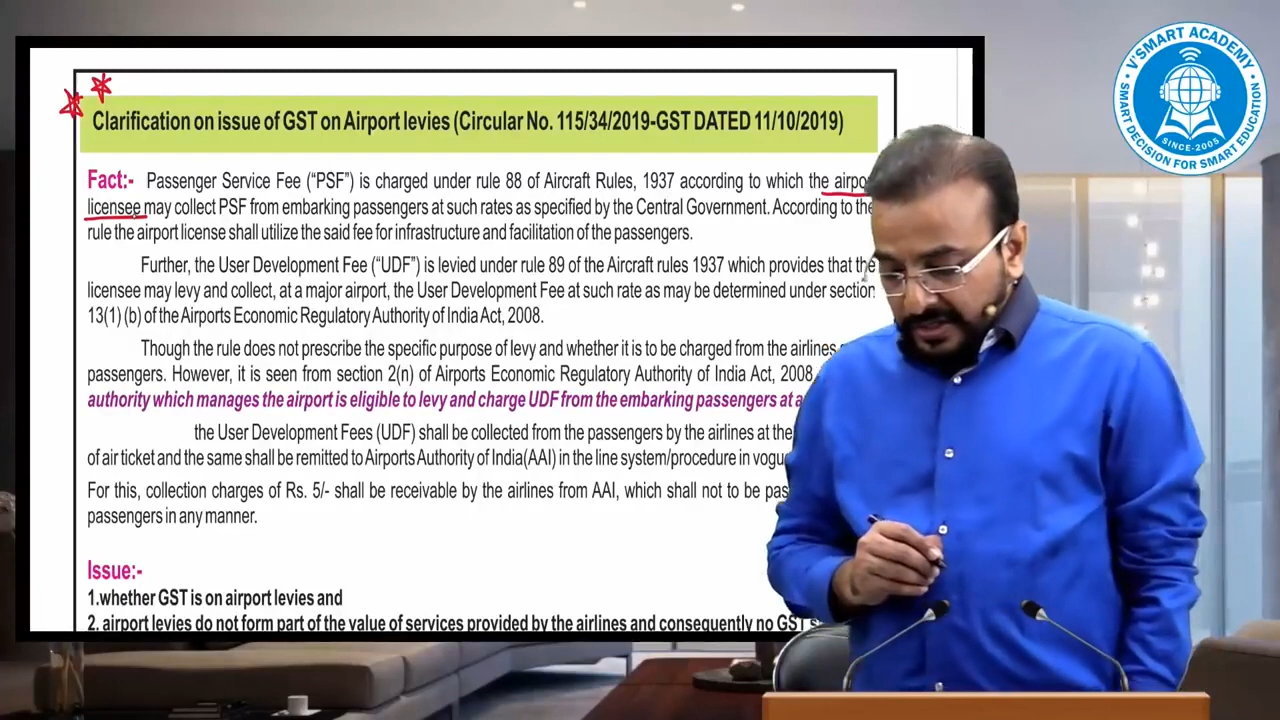 Clarification on issue of GST on Airport levies (Circular No. 115/34/2019-GST DATED 11/10/2019)
Fact:- Passenger Service Fee (“PSF”) is charged under rule 88 of Aircraft Rules, 1937 according to which the airpo
licensee may collect PSF from embarking passengers at such rates as specified by the Central Government. According to the
rule the airport license shall utilize the said fee for infrastructure and facilitation of the passengers.
Further, the User Development Fee (“UDF”) is levied under rule 89 of the Aircraft rules 1937 which provides that the
licensee may levy and collect, at a major airport, the User Development Fee at such rate as may be determined under section
13(1) (b) of the Airports Economic Regulatory Authority of India Act, 2008.
Though the rule does not prescribe the specific purpose of levy and whether it is to be charged from the airlines
passengers. However, it is seen from section 2(n) of Airports Economic Regulatory Authority of India Act, 2008
authority which manages the airport is eligible to levy and charge UDF from the embarking passengers at
the User Development Fees (UDF) shall be collected from the passengers by the airlines at the
of air ticket and the same shall be remitted to Airports Authority of India(AAI) in the line system/procedure in vogu
For this, collection charges of Rs. 5/- shall be receivable by the airlines from AAI, which shall not to be pas
passengers in any manner.
Issue:-
1.whether GST is on airport levies and
2. airport levies do not form part of the value of services provided by the airlines and consequently no GST
V'SMART ACADEMY
SMART DECISION FOR SMART EDUCATION
SINCE-2005